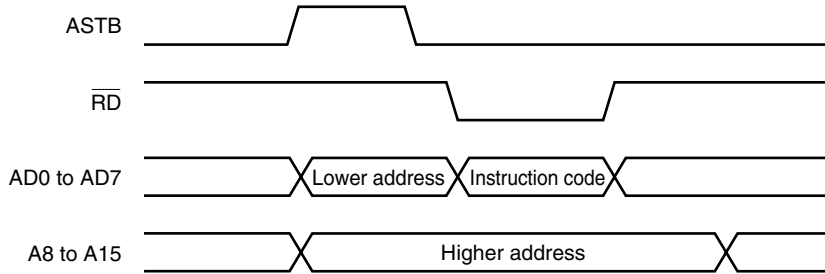 ASTB
RD
AD0 to AD7 Lower address Instruction code
A8 to A15 Higher address